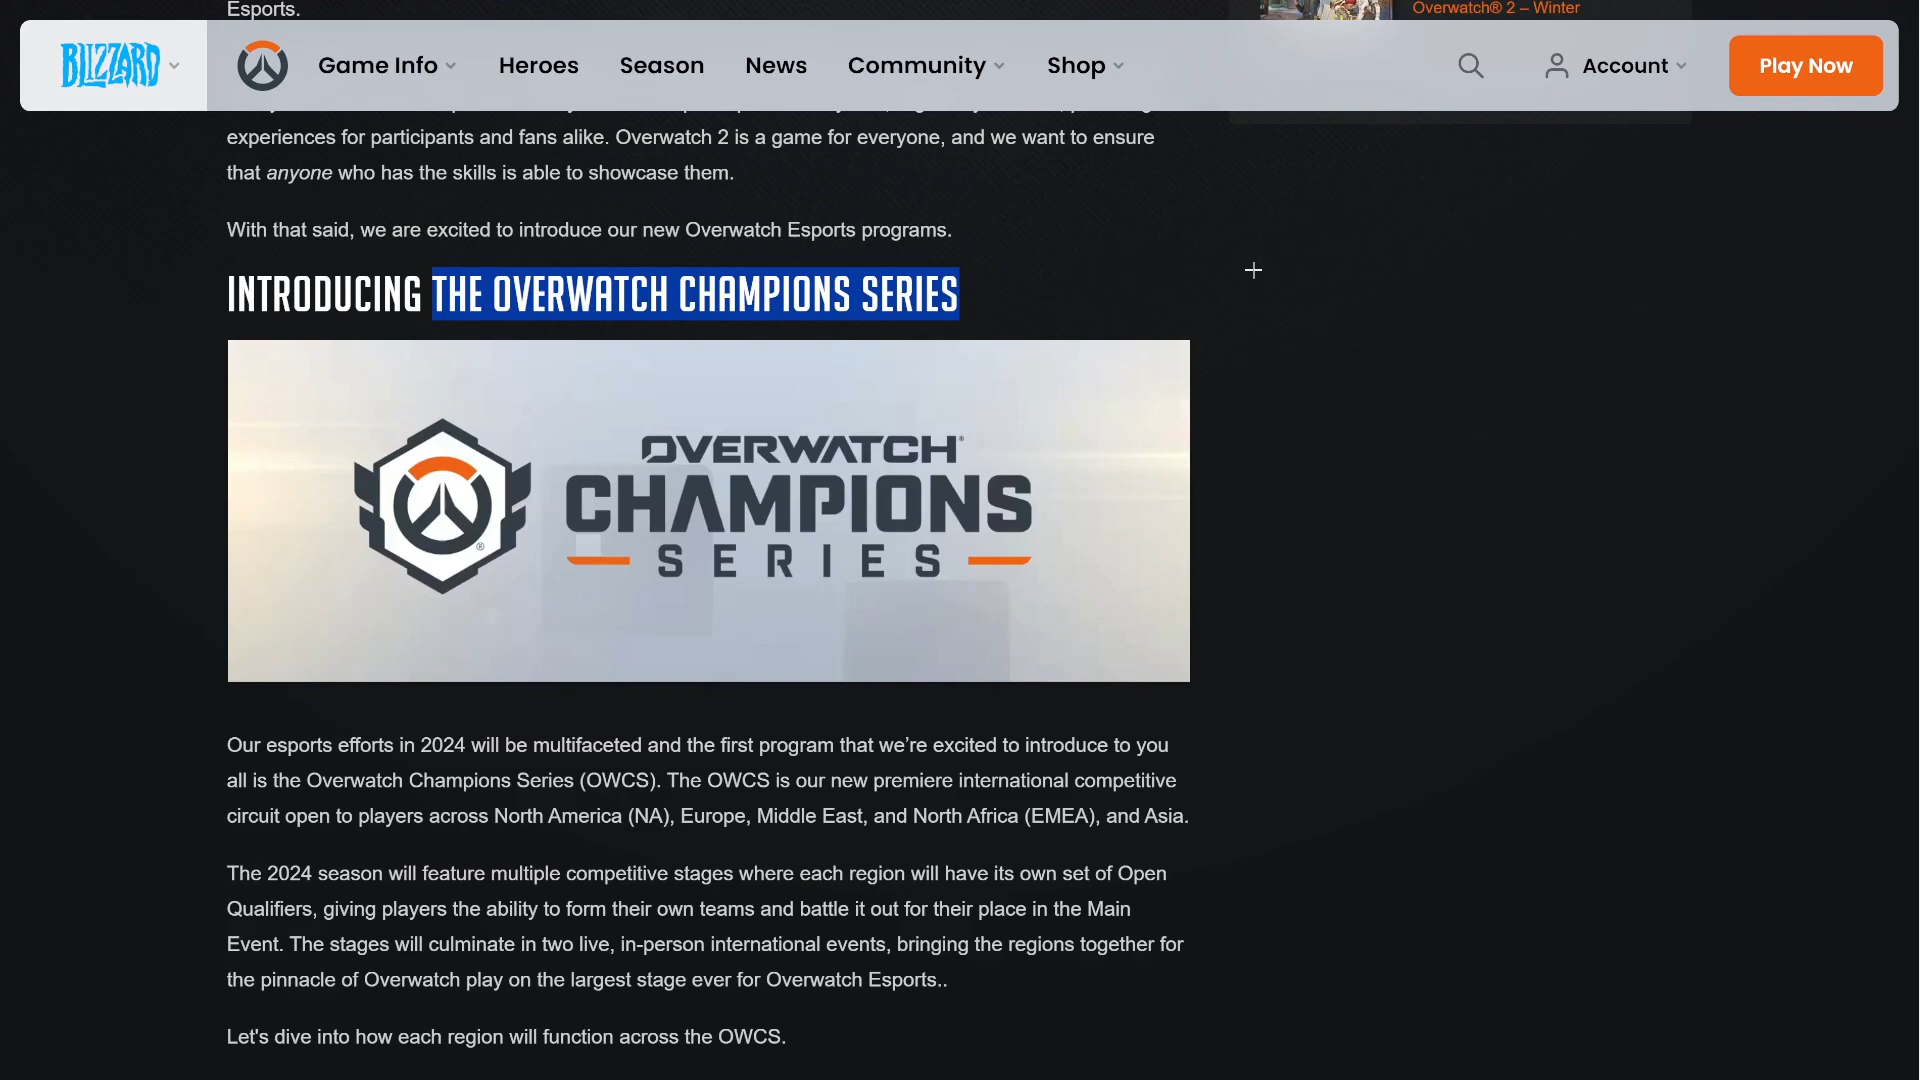 Esports.
Overwatch® 2 – Winter
BLIZZARD
Game Info
Heroes
Season
News
Community
Shop
Account
Play Now
experiences for participants and fans alike. Overwatch 2 is a game for everyone, and we want to ensure
that anyone who has the skills is able to showcase them.
With that said, we are excited to introduce our new Overwatch Esports programs.
INTRODUCING THE OVERWATCH CHAMPIONS SERIES
OVERWATCH®
CHAMPIONS
SERIES
Our esports efforts in 2024 will be multifaceted and the first program that we’re excited to introduce to you
all is the Overwatch Champions Series (OWCS). The OWCS is our new premiere international competitive
circuit open to players across North America (NA), Europe, Middle East, and North Africa (EMEA), and Asia.
The 2024 season will feature multiple competitive stages where each region will have its own set of Open
Qualifiers, giving players the ability to form their own teams and battle it out for their place in the Main
Event. The stages will culminate in two live, in-person international events, bringing the regions together for
the pinnacle of Overwatch play on the largest stage ever for Overwatch Esports..
Let's dive into how each region will function across the OWCS.